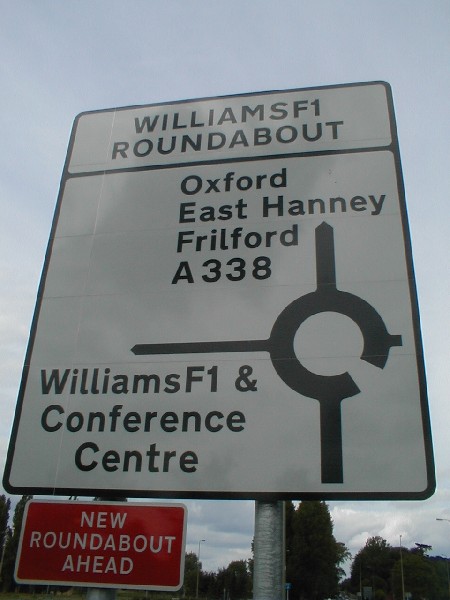 WILLIAMSF1
ROUNDABOUT
Oxford
East Hanney
Frilford
A338
WilliamsF1 &
Conference
Centre
NEW
ROUNDABOUT
AHEAD